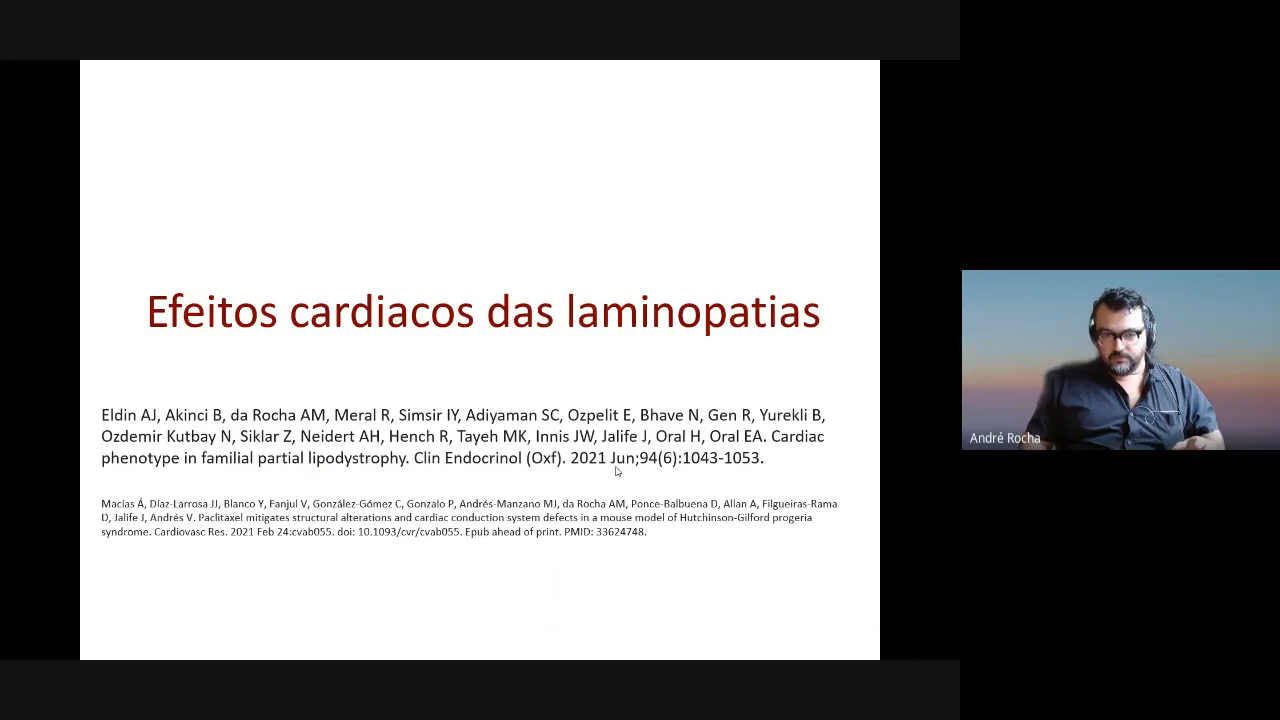 Efeitos cardiacos das laminopatias
Eldin AJ, Akinci B, da Rocha AM, Meral R, Simsir IY, Adiyaman SC, Ozpelit E, Bhave N, Gen R, Yurekli B,
Ozdemir Kutbay N, Siklar Z, Neidert AH, Hench R, Tayeh MK, Innis JW, Jalife J, Oral H, Oral EA. Cardiac
phenotype in familial partial lipodystrophy. Clin Endocrinol (Oxf). 2021 Jun;94(6):1043-1053.
Macías Á, Díaz-Larrosa JJ, Blanco Y, Fanjul V, González-Gómez C, Gonzalo P, Andrés-Manzano MJ, da Rocha AM, Ponce-Balbuena D, Allan A, Filgueiras-Rama
D, Jalife J, Andrés V. Paclitaxel mitigates structural alterations and cardiac conduction system defects in a mouse model of Hutchinson-Gilford progeria
syndrome. Cardiovasc Res. 2021 Feb 24:cvab055. doi: 10.1093/cvr/cvab055. Epub ahead of print. PMID: 33624748.
André Rocha